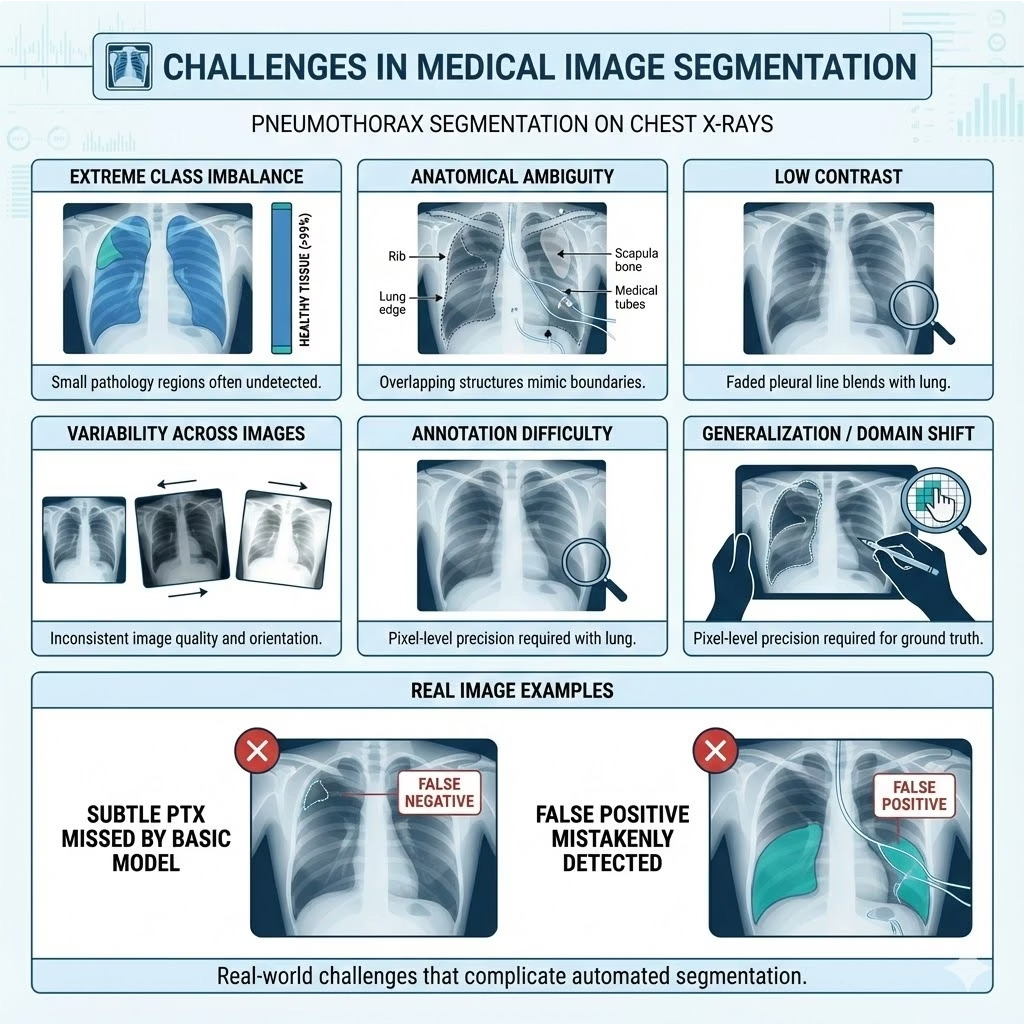 CHALLENGES IN MEDICAL IMAGE SEGMENTATION
PNEUMOTHORAX SEGMENTATION ON CHEST X-RAYS
EXTREME CLASS IMBALANCE
HEALTHY TISSUE (>99%)
Small pathology regions often undetected.
ANATOMICAL AMBIGUITY
Rib
Lung
edge
Scapula
bone
Medical
tubes
Overlapping structures mimic boundaries.
LOW CONTRAST
Faded pleural line blends with lung.
VARIABILITY ACROSS IMAGES
Inconsistent image quality and orientation.
ANNOTATION DIFFICULTY
Pixel-level precision required with lung.
GENERALIZATION / DOMAIN SHIFT
Pixel-level precision required for ground truth.
REAL IMAGE EXAMPLES
SUBTLE PTX
MISSED BY BASIC
MODEL
FALSE
NEGATIVE
FALSE POSITIVE
MISTAKENLY
DETECTED
FALSE
POSITIVE
Real-world challenges that complicate automated segmentation.